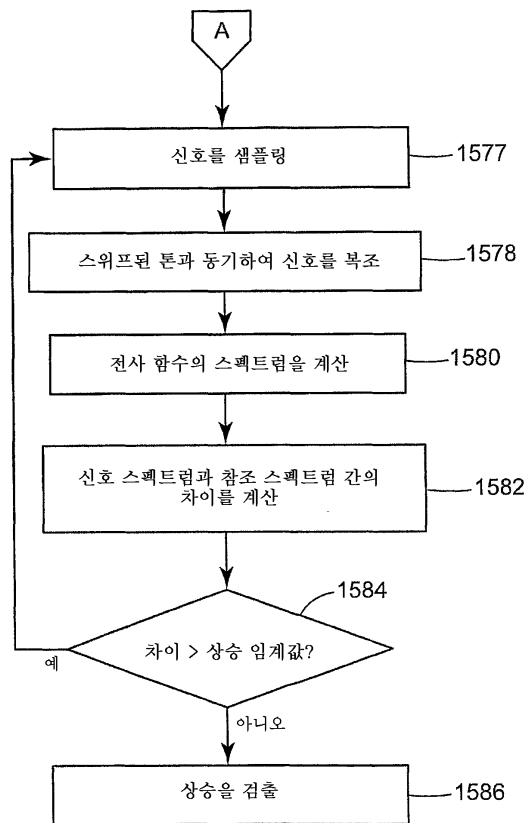 A
신호를 샘플링
1577
스위프된 톤과 동기하여 신호를 복조
1578
전사 함수의 스펙트럼을 계산
1580
신호 스펙트럼과 참조 스펙트럼 간의
차이를 계산
1582
1584
차이 > 상승 임계값?
예
아니오
상승을 검출
1586